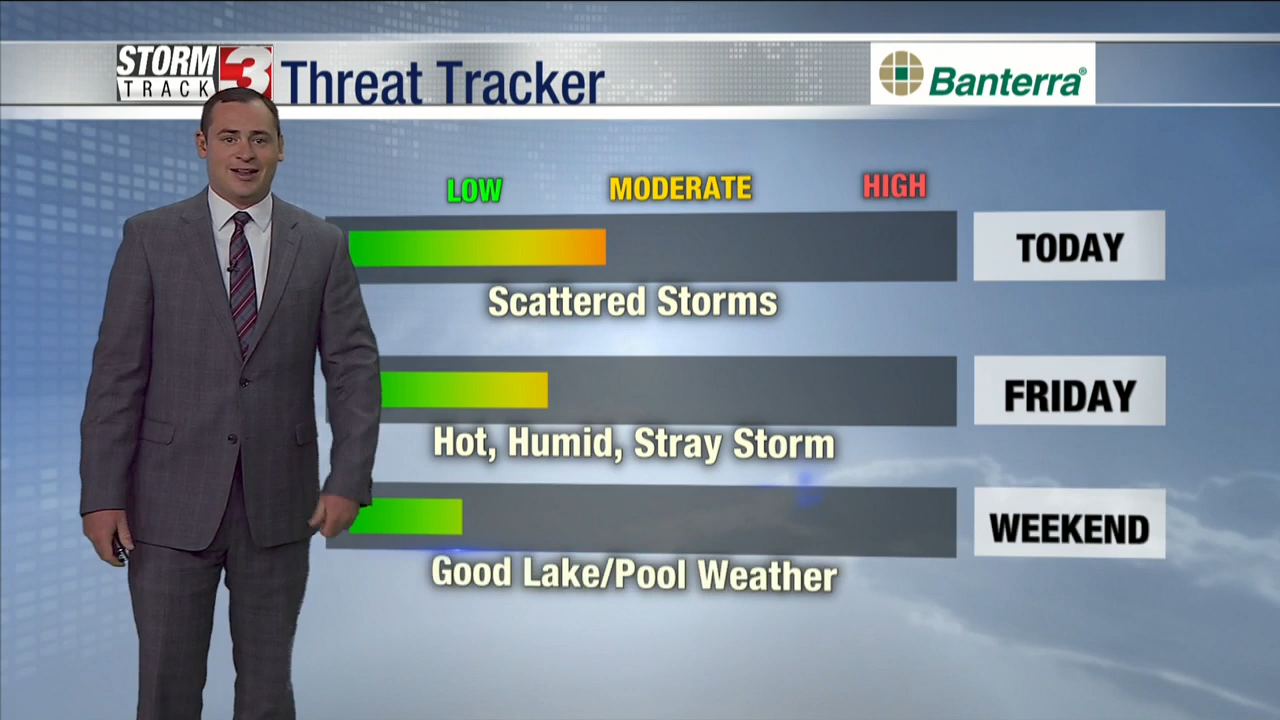 STORM
TRACK 3
Threat Tracker
Banterra®
LOW MODERATE HIGH
TODAY
Scattered Storms
FRIDAY
Hot, Humid, Stray Storm
WEEKEND
Good Lake/Pool Weather